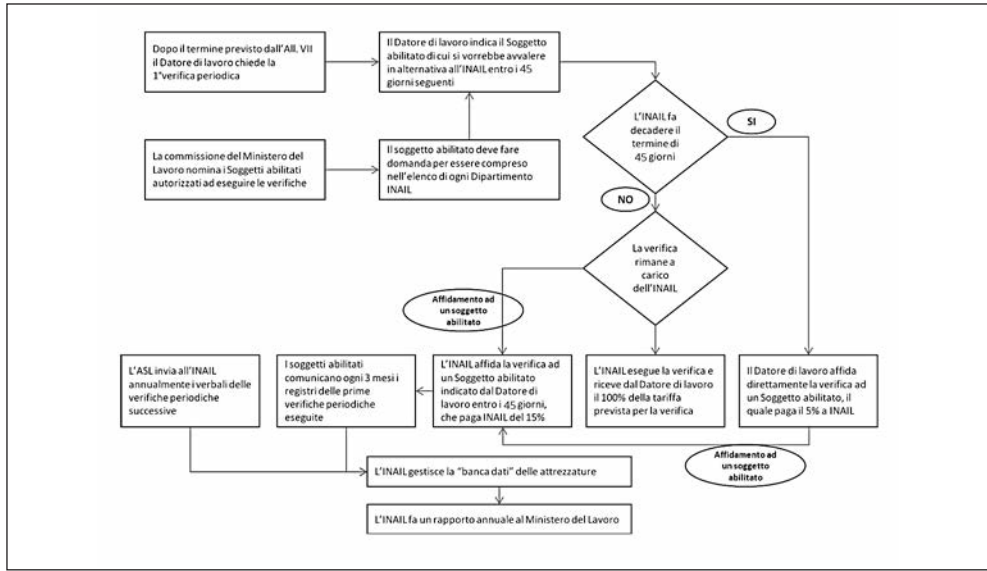 Dopo il termine previsto dall'All. VII
il Datore di lavoro chiede la
1°verifica periodica
Il Datore di lavoro indica il Soggetto
abilitato di cui si vorrebbe avvalere
in alternativa all'INAIL entro i 45
giorni seguenti
L'INAIL fa
decadere il
termine di
45 giorni
SI
La commissione del Ministero del
Lavoro nomina i Soggetti abilitati
autorizzati ad eseguire le verifiche
Il soggetto abilitato deve fare
domanda per essere compreso
nell'elenco di ogni Dipartimento
INAIL
NO
La verifica
rimane a
carico
dell'INAIL
Affidamento ad
un soggetto
abilitato
L'ASL invia all'INAIL
annualmente i verbali delle
verifiche periodiche
successive
I soggetti abilitati
comunicano ogni 3 mesi i
registri delle prime
verifiche periodiche
eseguite
L'INAIL affida la verifica ad
un Soggetto abilitato
indicato dal Datore di
lavoro entro i 45 giorni,
che paga INAIL del 15%
L'INAIL esegue la verifica e
riceve dal Datore di lavoro
il 100% della tariffa
prevista per la verifica
Il Datore di lavoro affida
direttamente la verifica ad
un Soggetto abilitato, il
quale paga il 5% a INAIL
Affidamento ad
un soggetto
abilitato
L'INAIL gestisce la "banca dati" delle attrezzature
L'INAIL fa un rapporto annuale al Ministero del Lavoro